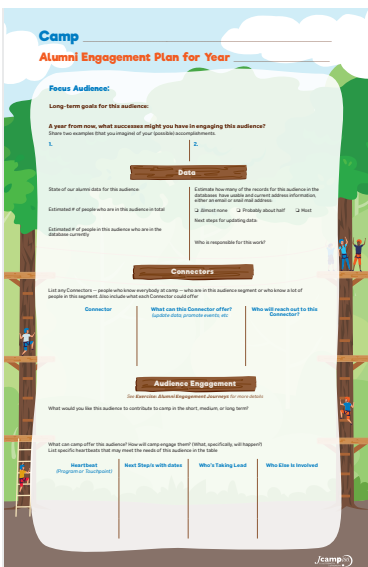 Camp
Alumni Engagement Plan for Year
Focus Audience:
Long-term goals for this audience:
A year from now, what successes might you have in engaging this audience?
Share two examples (that you imagine) of your (possible) accomplishments.
1.
2.
Data
State of our alumni data for this audience:
Estimated # of people who are in this audience in total
Estimated # of people who are in this audience who are in the
database currently
Estimate how many of the records for this audience in the
databases have usable and current address information,
either an email or snail mail address:
❑ Almost none ❑ Probably about half ❑ Most
Next steps for updating data:
Who is responsible for this work?
Connectors
List any Connectors — people who know everybody at camp — who are in this audience segment or who know a lot of
people in this segment. Also include what each Connector could offer
Connector
What can this Connector offer?
(update data, promote events, etc
Who will reach out to this
Connector?
Audience Engagement
See Exercise: Alumni Engagement Journeys for more details
What would you like this audience to contribute to camp in the short, medium, or long term?
What can camp offer this audience? How will camp engage them? (What, specifically, will happen?)
List specific heartbeats that may meet the needs of this audience in the table
Heartbeat
(Program or Touchpoint)
Next Step/s with dates
Who's Taking Lead
Who Else Is Involved